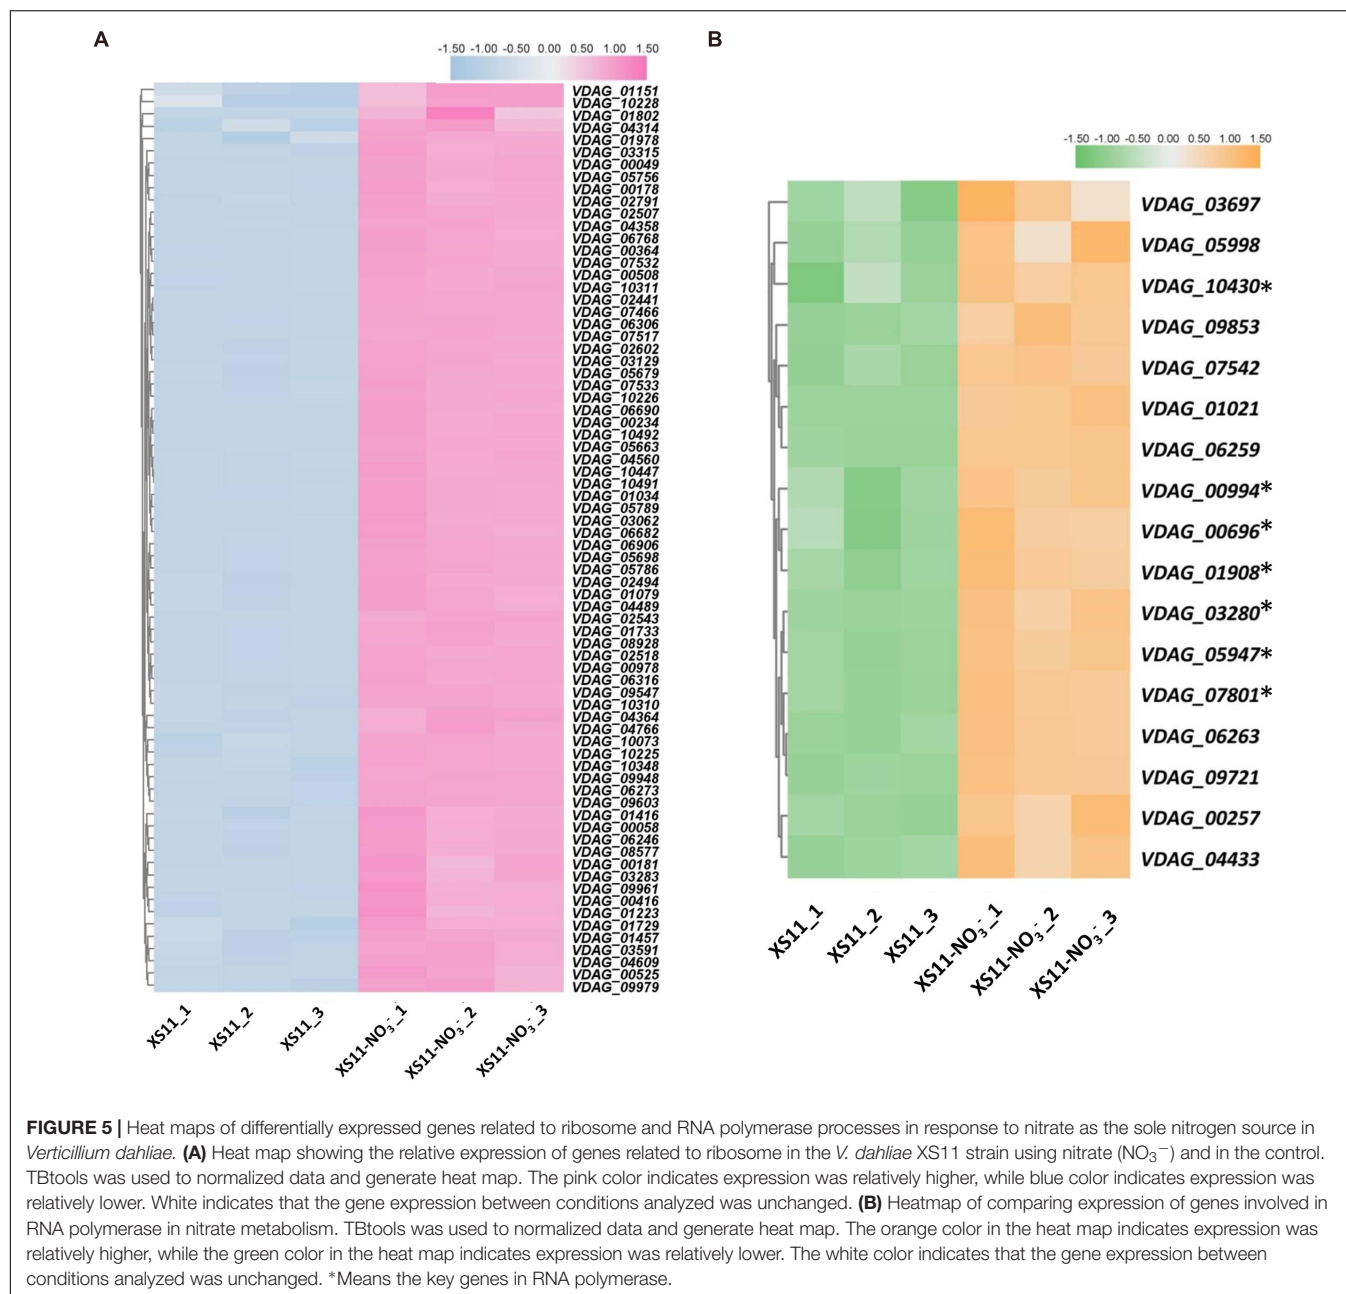 A
-1.50 -1.00 -0.50 0.00 0.50 1.00 1.50
VDAG_01151
VDAG_10228
VDAG_01802
VDAG_04314
VDAG_01978
VDAG_03315
VDAG_00049
VDAG_05756
VDAG_00178
VDAG_02791
VDAG_02507
VDAG_04358
VDAG_06768
VDAG_00364
VDAG_07532
VDAG_00508
VDAG_10311
VDAG_02441
VDAG_07466
VDAG_06306
VDAG_07517
VDAG_02602
VDAG_03129
VDAG_05679
VDAG_07533
VDAG_10226
VDAG_06690
VDAG_00234
VDAG_10492
VDAG_05663
VDAG_04560
VDAG_10447
VDAG_10491
VDAG_01034
VDAG_05789
VDAG_03062
VDAG_06682
VDAG_06906
VDAG_05698
VDAG_05786
VDAG_02494
VDAG_01079
VDAG_04489
VDAG_02543
VDAG_01733
VDAG_08928
VDAG_02518
VDAG_00978
VDAG_06316
VDAG_09547
VDAG_10310
VDAG_04364
VDAG_04766
VDAG_10073
VDAG_10225
VDAG_10348
VDAG_09948
VDAG_06273
VDAG_09603
VDAG_01416
VDAG_00058
VDAG_06246
VDAG_08577
VDAG_00181
VDAG_03283
VDAG_09961
VDAG_00416
VDAG_01223
VDAG_01729
VDAG_01457
VDAG_03591
VDAG_04609
VDAG_00525
VDAG_09979
XS11_1 XS11_2 XS11_3 XS11-NO₃⁻_1 XS11-NO₃⁻_2 XS11-NO₃⁻_3
B
-1.50 -1.00 -0.50 0.00 0.50 1.00 1.50
VDAG_03697
VDAG_05998
VDAG_10430*
VDAG_09853
VDAG_07542
VDAG_01021
VDAG_06259
VDAG_00994*
VDAG_00696*
VDAG_01908*
VDAG_03280*
VDAG_05947*
VDAG_07801*
VDAG_06263
VDAG_09721
VDAG_00257
VDAG_04433
XS11_1 XS11_2 XS11_3 XS11-NO₃⁻_1 XS11-NO₃⁻_2 XS11-NO₃⁻_3
FIGURE 5 | Heat maps of differentially expressed genes related to ribosome and RNA polymerase processes in response to nitrate as the sole nitrogen source in
Verticillium dahliae. (A) Heat map showing the relative expression of genes related to ribosome in the V. dahliae XS11 strain using nitrate (NO₃⁻) and in the control.
TBtools was used to normalized data and generate heat map. The pink color indicates expression was relatively higher, while blue color indicates expression was
relatively lower. White indicates that the gene expression between conditions analyzed was unchanged. (B) Heatmap of comparing expression of genes involved in
RNA polymerase in nitrate metabolism. TBtools was used to normalized data and generate heat map. The orange color in the heat map indicates expression was
relatively higher, while the green color in the heat map indicates expression was relatively lower. The white color indicates that the gene expression between
conditions analyzed was unchanged. *Means the key genes in RNA polymerase.